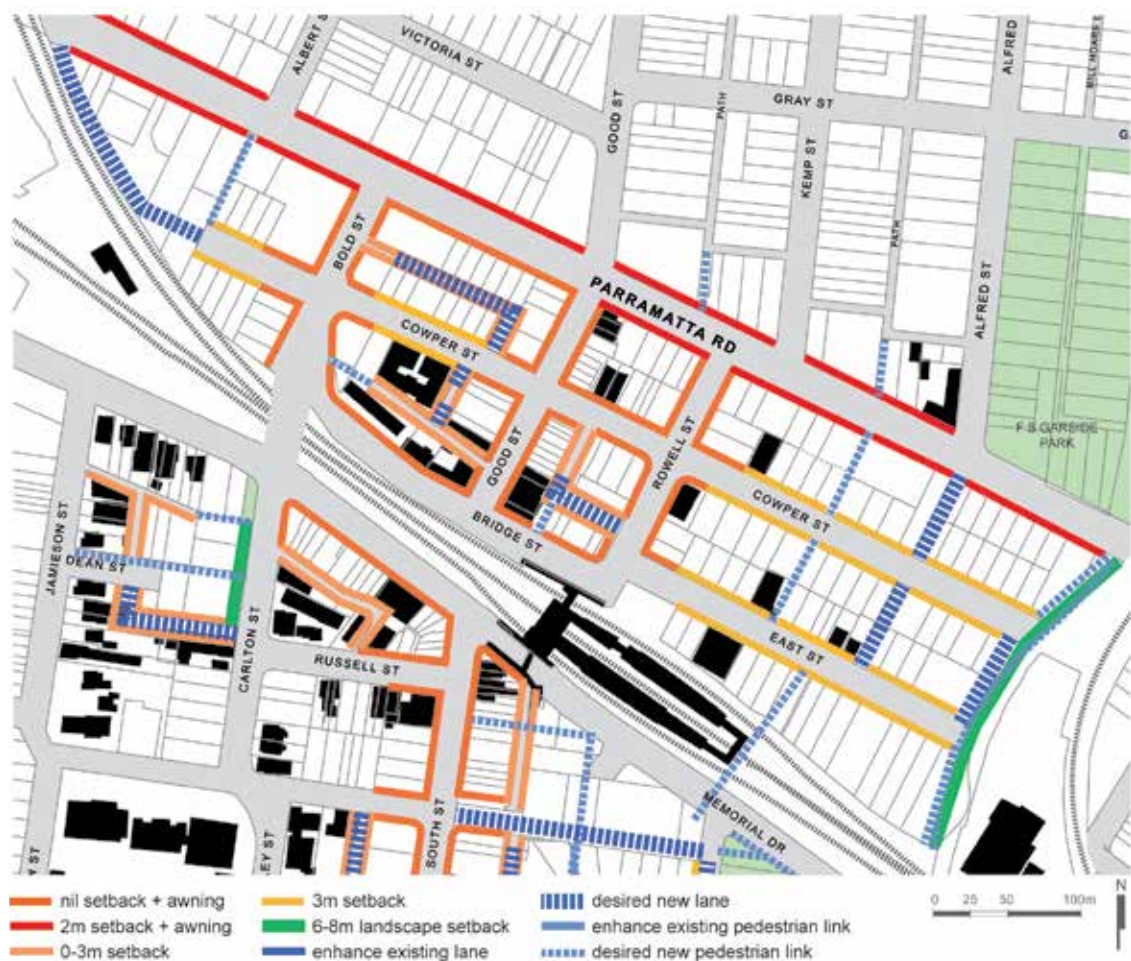 ALBERT ST
VICTORIA ST
GOOD ST
PATH
GRAY ST
KEMP ST
PATH
ALFRED
ALFRED ST
BOLD ST
PARRAMATTA RD
COWPER ST
GOOD ST
ROWELL ST
F S GARSIDE
PARK
BRIDGE ST
COWPER ST
EAST ST
JAMIESON ST
DEAN ST
CARLTON ST
RUSSELL ST
SOUTH ST
MEMORIAL DR
nil setback + awning
2m setback + awning
0-3m setback
3m setback
6-8m landscape setback
enhance existing lane
desired new lane
enhance existing pedestrian link
desired new pedestrian link
0 25 50 100m
N